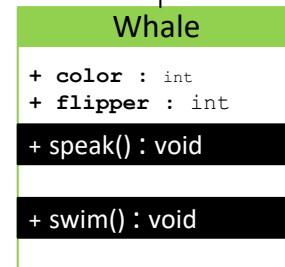 Whale
+ color : int
+ flipper : int
+ speak() : void
+ swim() : void